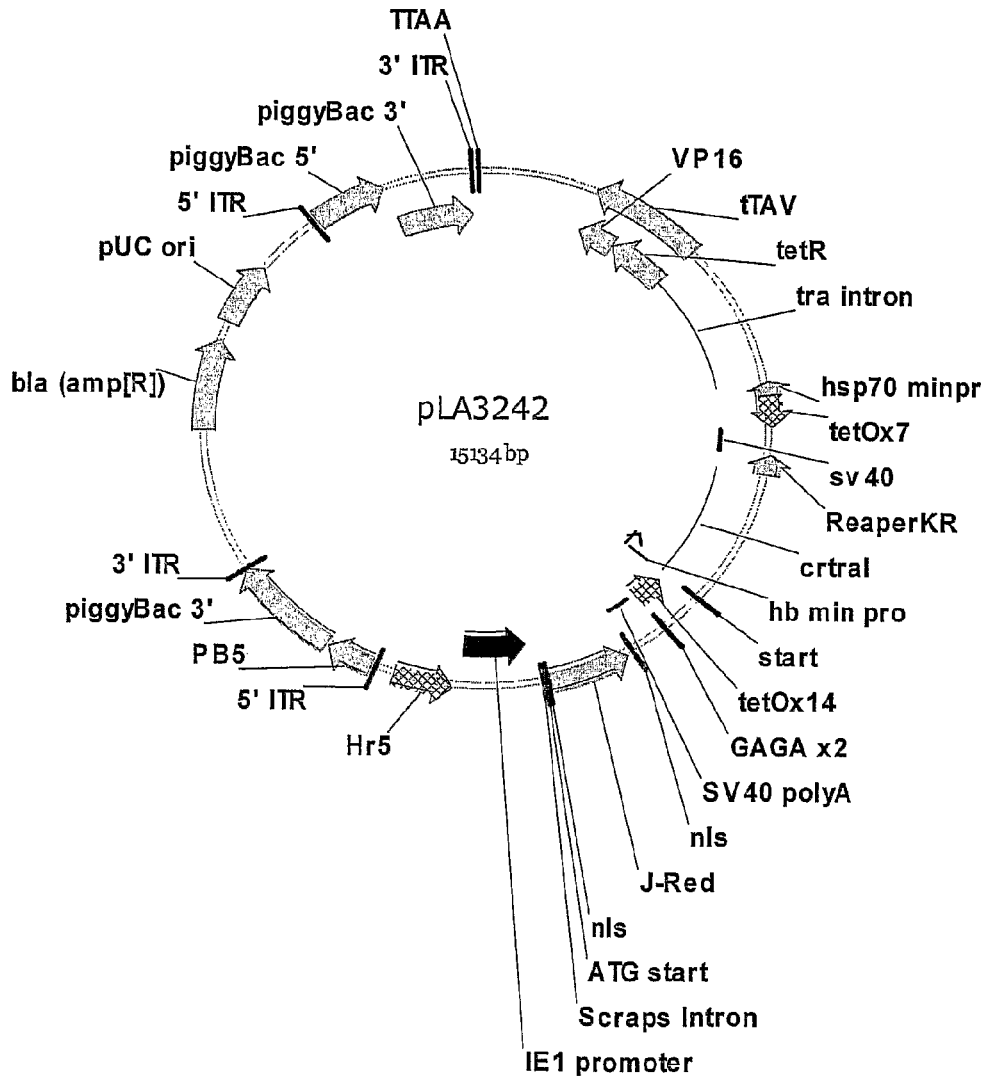 TTAA
3' ITR
piggyBac 3'
piggyBac 5'
5' ITR
pUC ori
bla (amp[R])
VP16
tTAV
tetR
tra intron
hsp70 minpr
tetOx7
sv40
ReaperKR
crtral
hb min pro
start
tetOx14
GAGA x2
SV40 polyA
nls
J-Red
nls
ATG start
Scraps Intron
IE1 promoter
Hr5
5' ITR
PB5
piggyBac 3'
3' ITR
pLA3242
15134bp